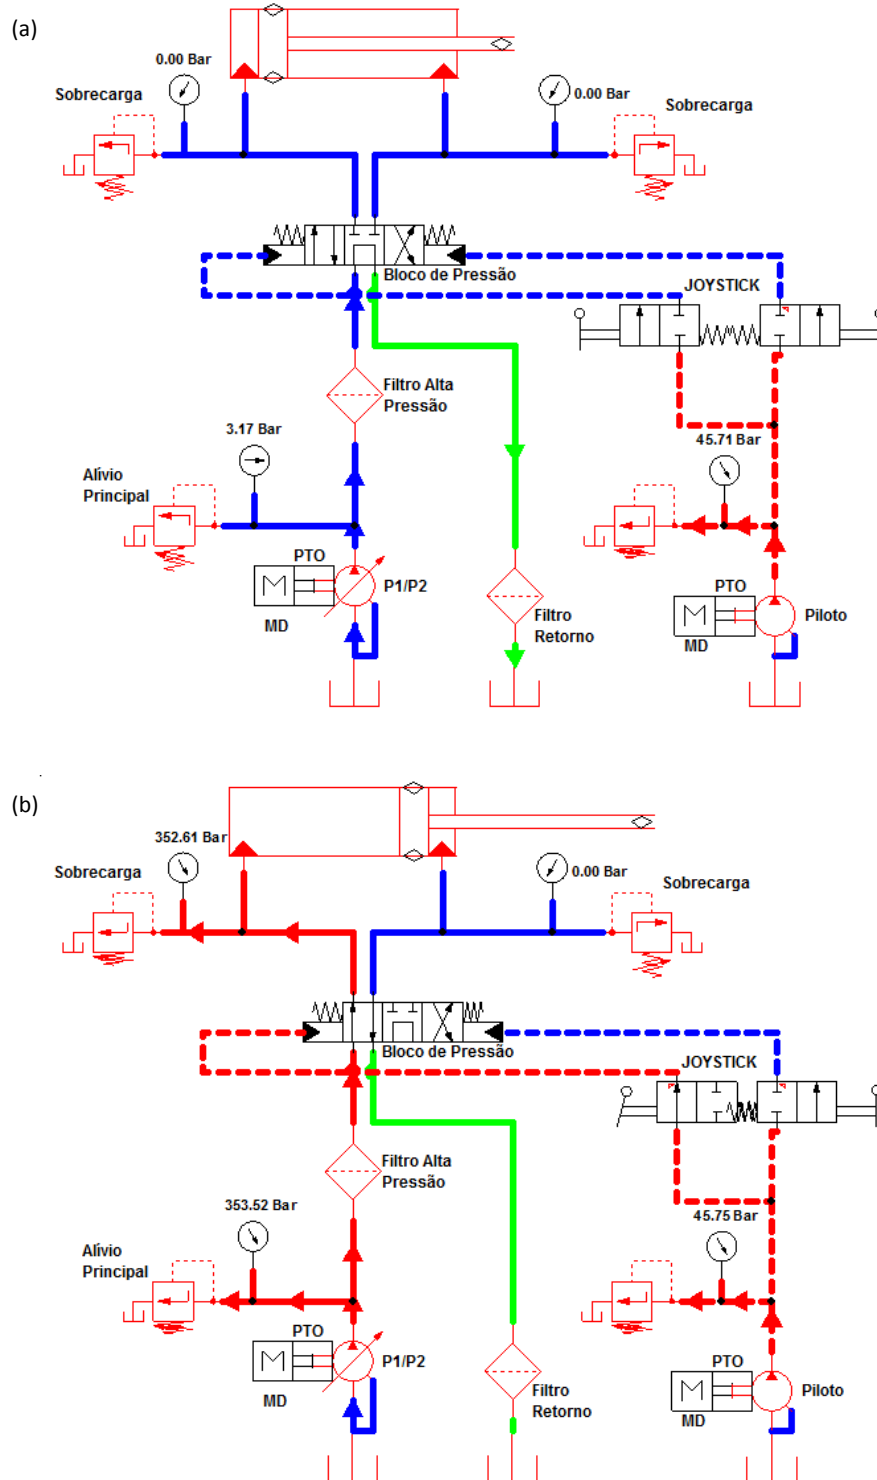 (a)
0.00 Bar
0.00 Bar
Sobrecarga
Sobrecarga
Bloco de Pressão
JOYSTICK
Filtro Alta
Pressão
3.17 Bar
45.71 Bar
Alívio
Principal
PTO
M
P1/P2
MD
Filtro
Retorno
PTO
M
Piloto
MD
(b)
352.61 Bar
0.00 Bar
Sobrecarga
Sobrecarga
Bloco de Pressão
JOYSTICK
Filtro Alta
Pressão
353.52 Bar
45.75 Bar
Alívio
Principal
PTO
M
P1/P2
MD
Filtro
Retorno
PTO
M
Piloto
MD